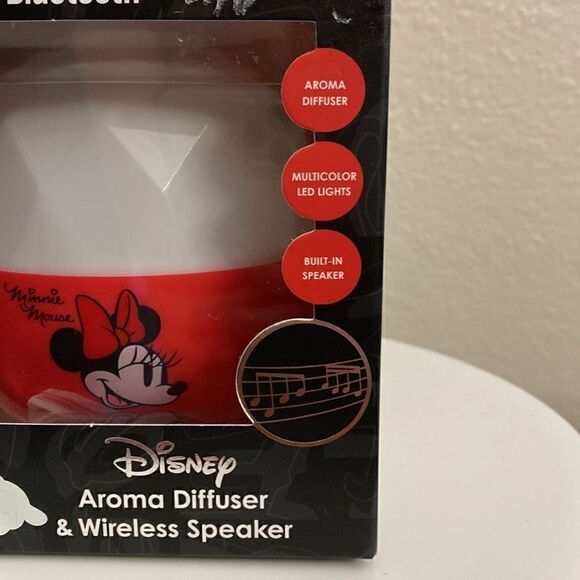 Bluetooth
AROMA
DIFFUSER
MULTICOLOR
LED LIGHTS
BUILT-IN
SPEAKER
Minnie
Mouse
Disney
Aroma Diffuser
& Wireless Speaker